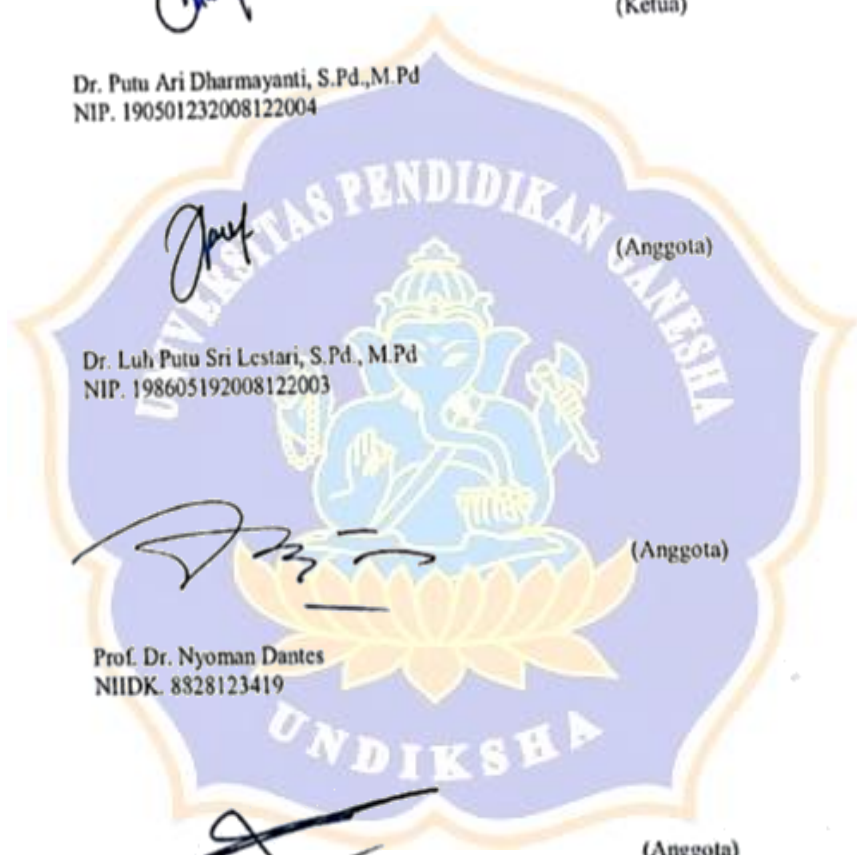 (Ketua)
Dr. Putu Ari Dharmayanti, S.Pd.,M.Pd
NIP. 190501232008122004
UNIVERSITAS PENDIDIKAN GANESHA
(Anggota)
Dr. Luh Putu Sri Lestari, S.Pd., M.Pd
NIP. 198605192008122003
(Anggota)
Prof. Dr. Nyoman Dantes
NIIDK. 8828123419
UNDIKSHA
(Anggota)